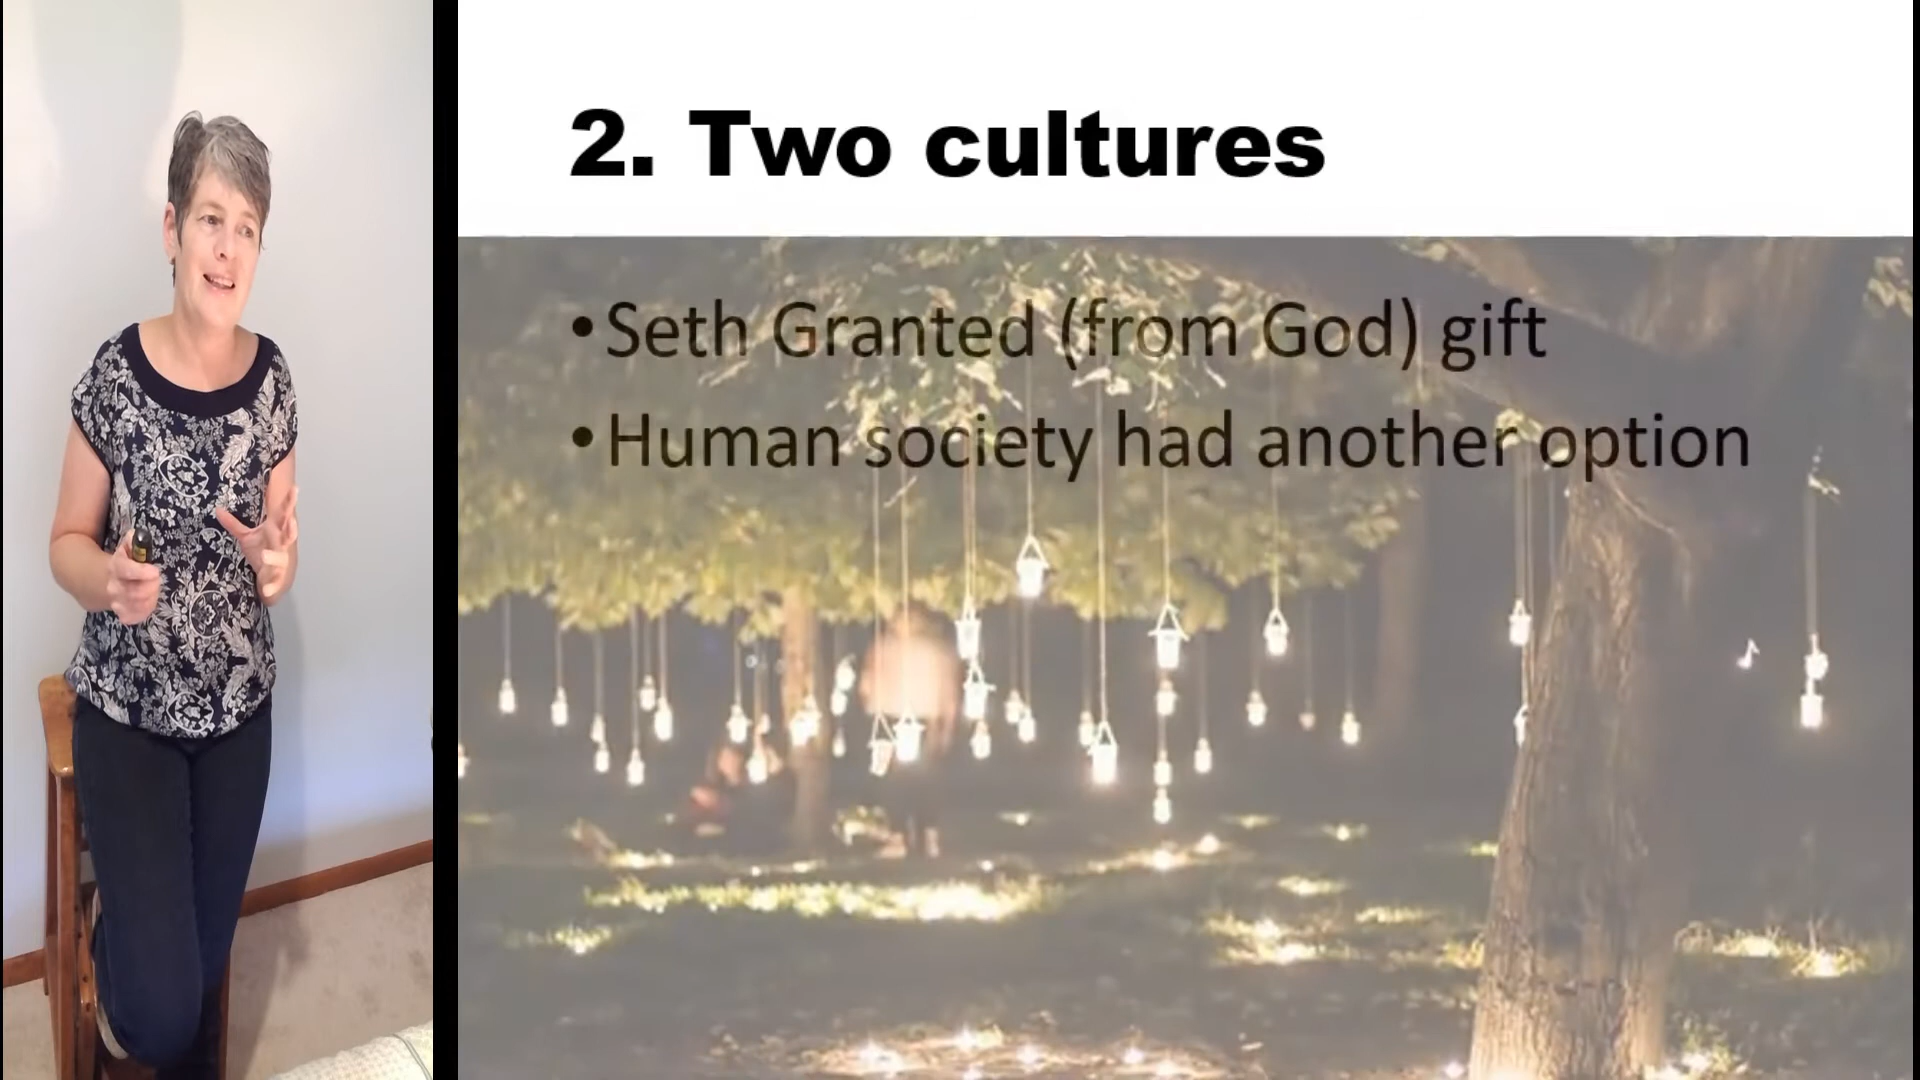 2. Two cultures
• Seth Granted (from God) gift
• Human society had another option